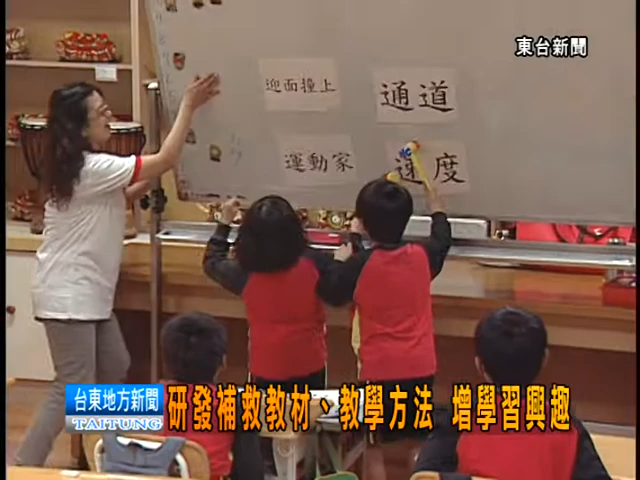 東台新聞
迎面撞上
通道
運動家
速度
台東地方新聞
TAITUNG
研發補救教材、教學方法 增學習興趣